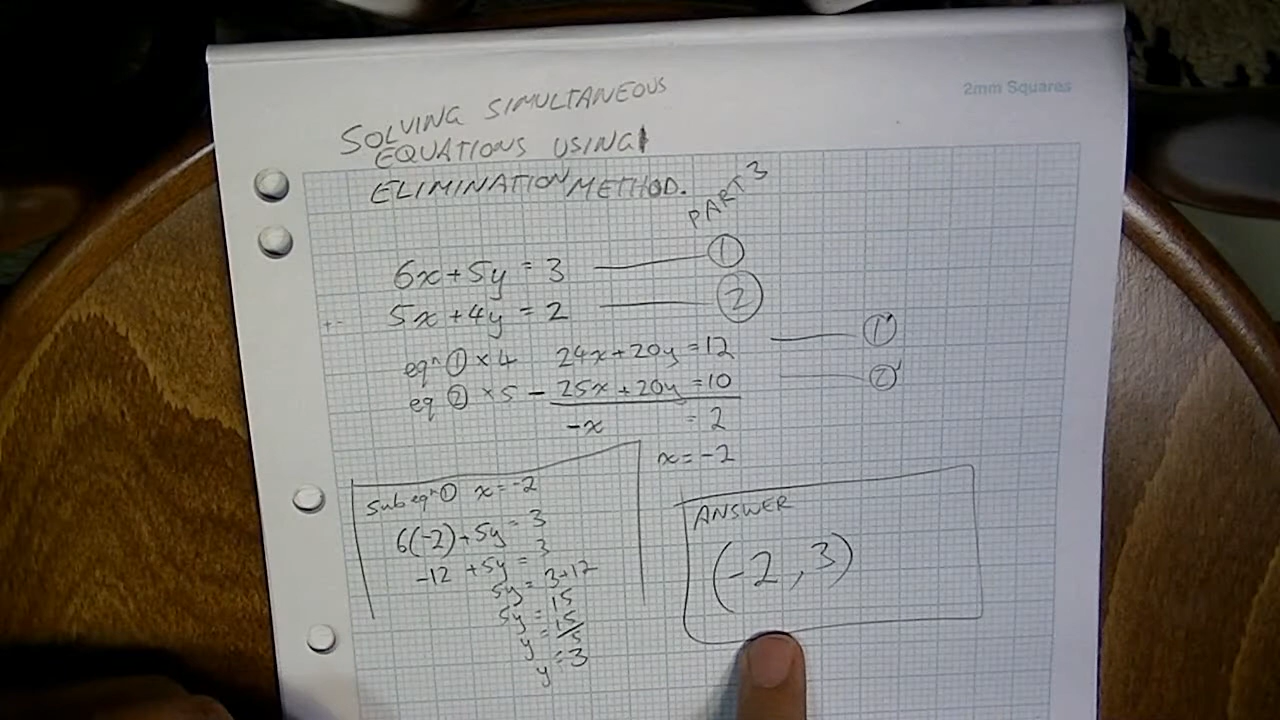 2mm Squares
SOLVING SIMULTANEOUS
EQUATIONS USING
ELIMINATION METHOD.
PART 3
6x+5y=3 ①
5x+4y=2 ②
+-
eqⁿ ① ×4 24x+20y=12 ①'
eq ② ×5 - 25x+20y=10 ②'
-x = 2
x=-2
sub eqⁿ ① x=-2
6(-2)+5y=3
-12 +5y=3
5y=3+12
5y=15
y=15/5
y=3
ANSWER
(-2,3)